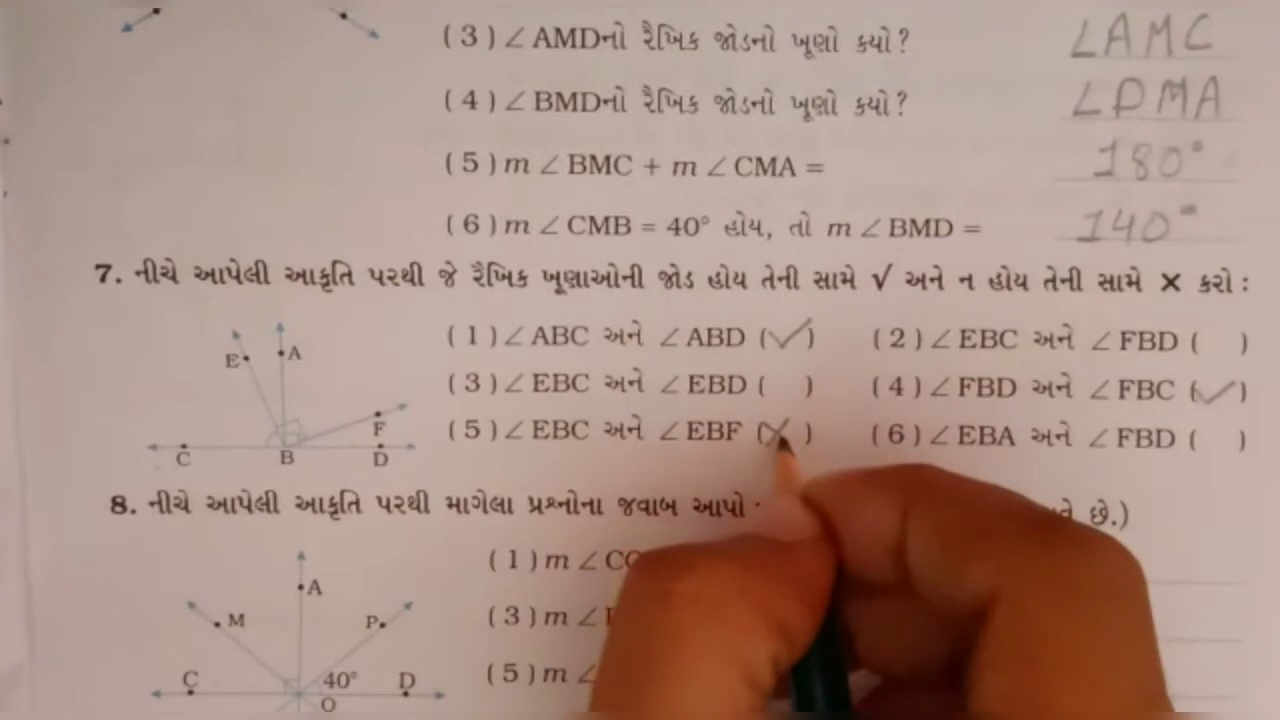 ( 3 ) ∠ AMDનો રૈખિક જોડનો ખૂણો કયો ? ∠AMC
( 4 ) ∠ BMDનો રૈખિક જોડનો ખૂણો કયો ? ∠DMA
( 5 ) m ∠ BMC + m ∠ CMA = 180°
( 6 ) m ∠ CMB = 40° હોય, તો m ∠ BMD = 140°
7. નીચે આપેલી આકૃતિ પરથી જે રૈખિક ખૂણાઓની જોડ હોય તેની સામે √ અને ન હોય તેની સામે × કરો :
( 1 ) ∠ ABC અને ∠ ABD (✓) ( 2 ) ∠ EBC અને ∠ FBD ( )
( 3 ) ∠ EBC અને ∠ EBD ( ) ( 4 ) ∠ FBD અને ∠ FBC (✓)
( 5 ) ∠ EBC અને ∠ EBF (×) ( 6 ) ∠ EBA અને ∠ FBD ( )
E A
F
C B D
8. નીચે આપેલી આકૃતિ પરથી માગેલા પ્રશ્નોના જવાબ આપો છે.)
( 1 ) m ∠
( 3 ) m ∠
( 5 ) m ∠
A
M P
C 40° D
O